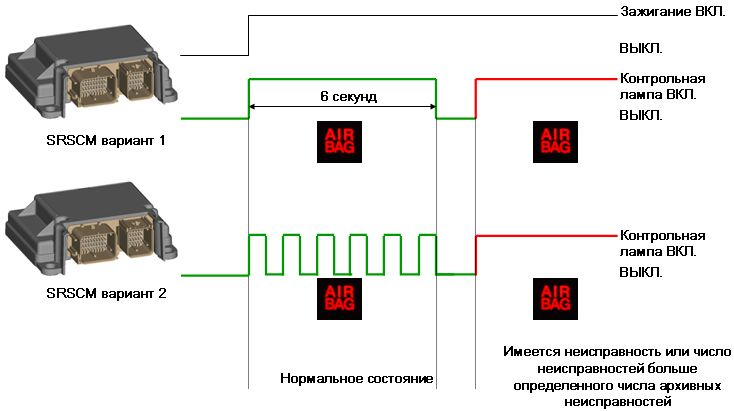 Зажигание ВКЛ.
ВЫКЛ.
Контрольная
лампа ВКЛ.
6 секунд
ВЫКЛ.
SRSCM вариант 1
AIR
BAG
AIR
BAG
Контрольная
лампа ВКЛ.
ВЫКЛ.
SRSCM вариант 2
AIR
BAG
AIR
BAG
Нормальное состояние
Имеется неисправность или число
неисправностей больше
определенного числа архивных
неисправностей